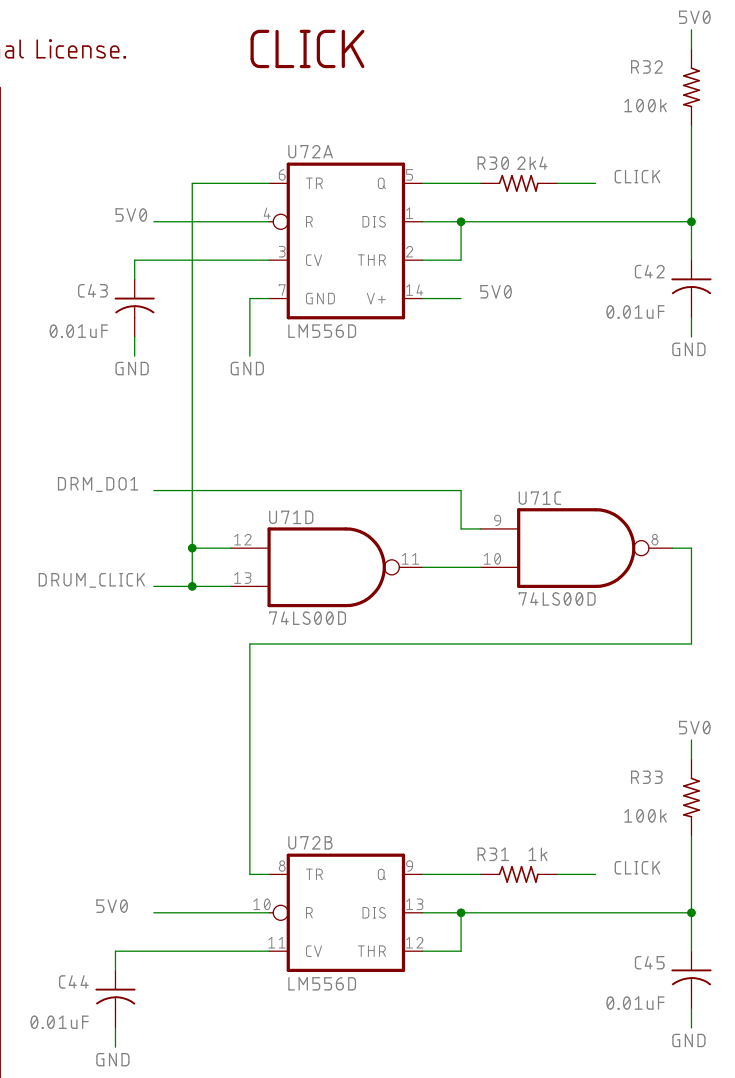 al License.
CLICK
5V0
R32
100k
U72A
6 TR Q 5
R30 2k4
CLICK
5V0
4 R DIS 1
3 CV THR 2
C43
0.01uF
GND
7 GND V+ 14
5V0
LM556D
GND
C42
0.01uF
GND
DRM_DO1
U71D
12
13
11
74LS00D
DRUM_CLICK
U71C
9
10
8
74LS00D
5V0
R33
100k
U72B
8 TR Q 9
R31 1k
CLICK
5V0
10 R DIS 13
11 CV THR 12
LM556D
C44
0.01uF
GND
C45
0.01uF
GND